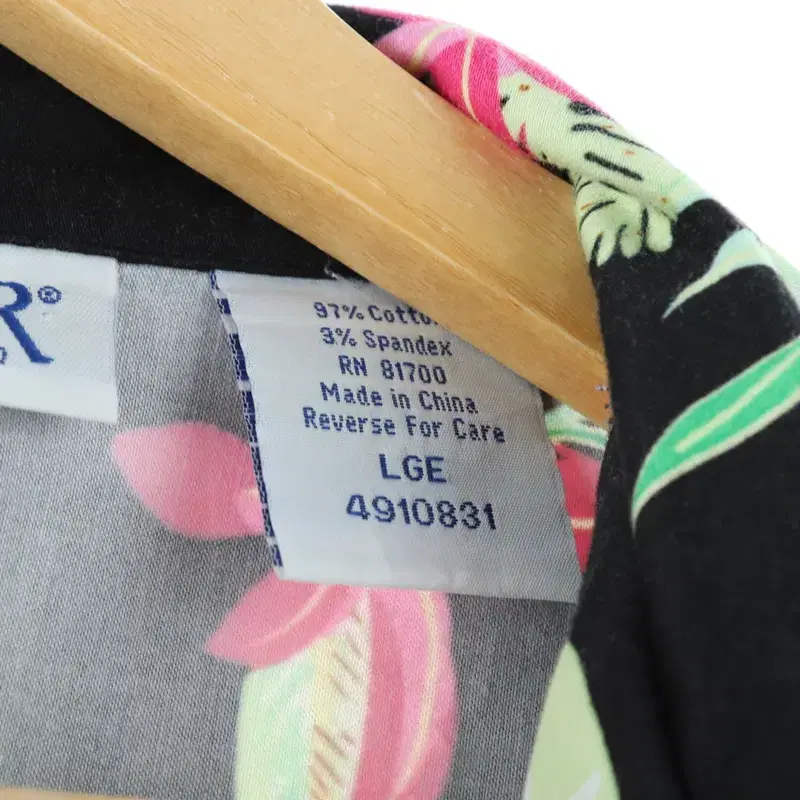 R®
97% Cotton
3% Spandex
RN 81700
Made in China
Reverse For Care
LGE
4910831